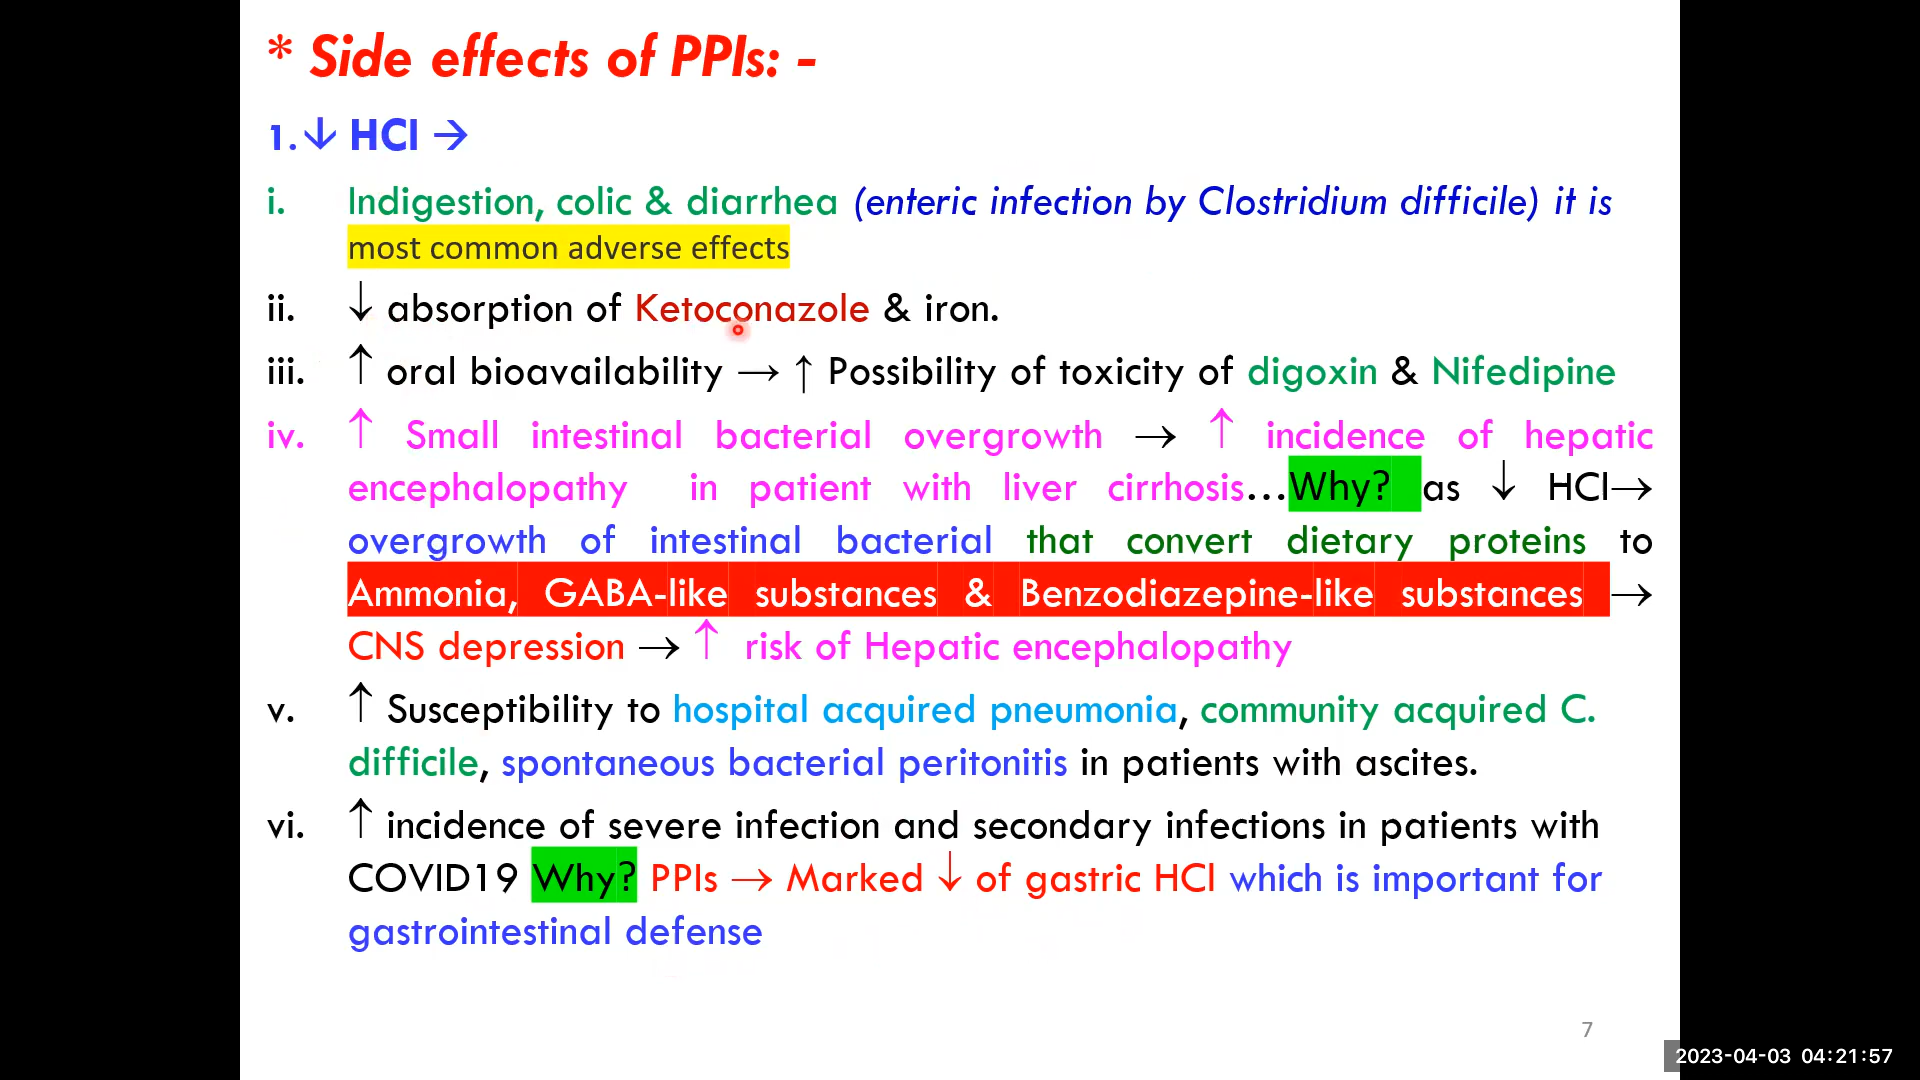 * Side effects of PPIs: -
1.↓ HCl →
i. Indigestion, colic & diarrhea (enteric infection by Clostridium difficile) it is
most common adverse effects
ii. ↓ absorption of Ketoconazole & iron.
iii. ↑ oral bioavailability → ↑ Possibility of toxicity of digoxin & Nifedipine
iv. ↑ Small intestinal bacterial overgrowth → ↑ incidence of hepatic
encephalopathy in patient with liver cirrhosis...Why? as ↓ HCl→
overgrowth of intestinal bacterial that convert dietary proteins to
Ammonia, GABA-like substances & Benzodiazepine-like substances →
CNS depression → ↑ risk of Hepatic encephalopathy
v. ↑ Susceptibility to hospital acquired pneumonia, community acquired C.
difficile, spontaneous bacterial peritonitis in patients with ascites.
vi. ↑ incidence of severe infection and secondary infections in patients with
COVID19 Why? PPIs → Marked ↓ of gastric HCl which is important for
gastrointestinal defense
7
2023-04-03 04:21:57